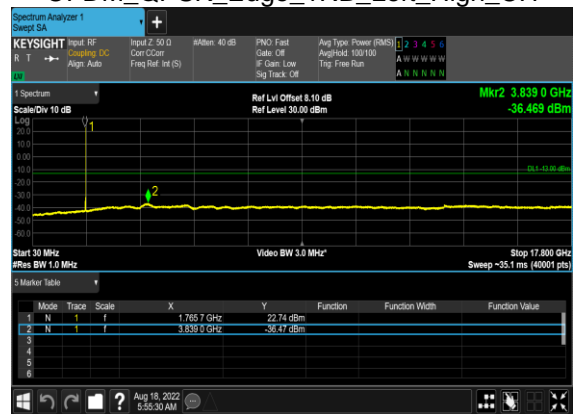 Spectrum Analyzer 1
Swept SA
+
KEYSIGHT Input: RF Input Z: 50 Ω #Atten: 40 dB PNO: Fast Avg Type: Power (RMS) 1 2 3 4 5 6
R T Coupling: DC Corr CCorr Gate: Off Avg|Hold: 100/100 A W W W W W
Align: Auto Freq Ref: Int (S) IF Gain: Low Trig: Free Run
LU Sig Track: Off A N N N N N
1 Spectrum Ref Lvl Offset 8.10 dB Mkr2 3.839 0 GHz
Scale/Div 10 dB Ref Level 30.00 dBm -36.469 dBm
Log
1
20.0
10.0
0.00
-10.0 DL1 -13.00 dBm
-20.0
2
-30.0
-40.0
-50.0
-60.0
Start 30 MHz Video BW 3.0 MHz* Stop 17.800 GHz
#Res BW 1.0 MHz Sweep ~35.1 ms (40001 pts)
5 Marker Table
Mode Trace Scale X Y Function Function Width Function Value
1 N 1 f 1.765 7 GHz 22.74 dBm
2 N 1 f 3.839 0 GHz -36.47 dBm
3
4
5
6
? Aug 18, 2022
5:55:30 AM